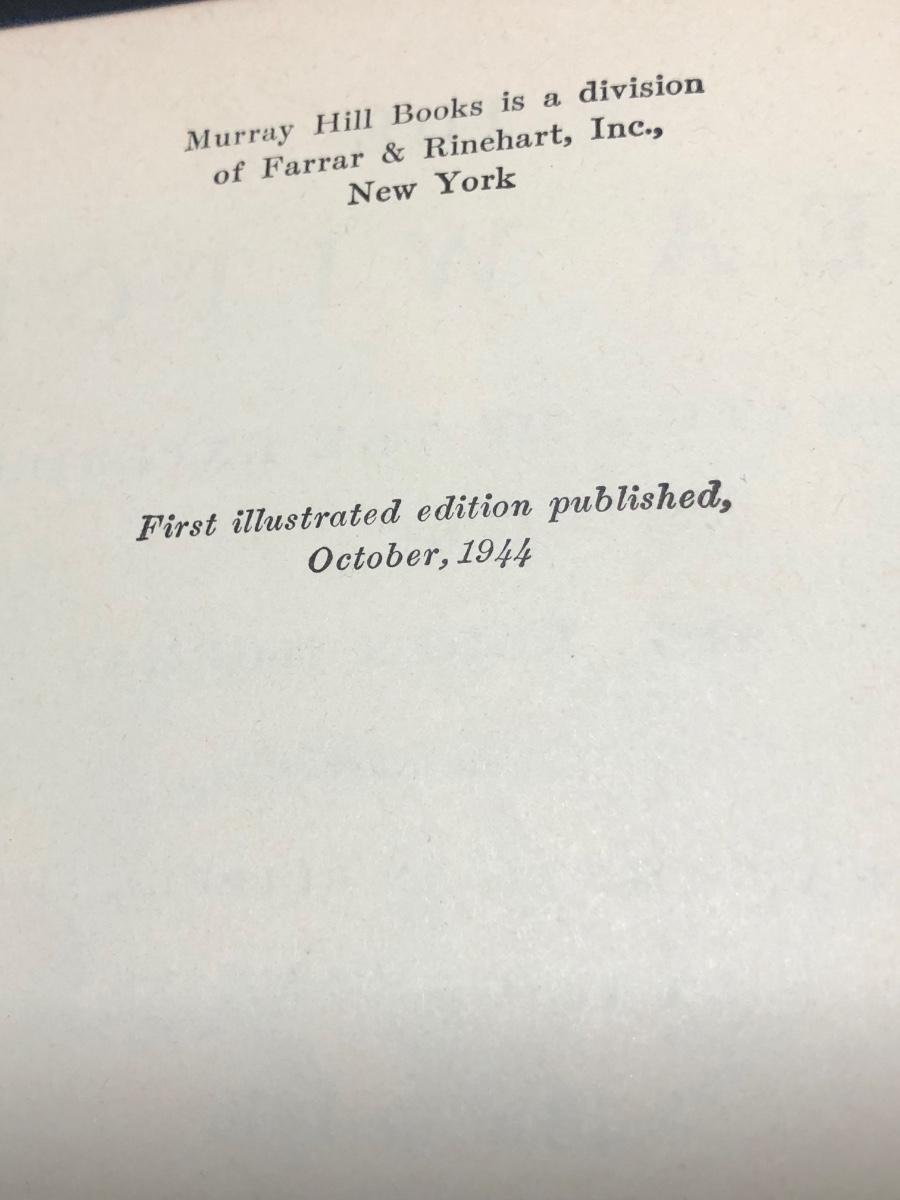 Murray Hill Books is a division
of Farrar & Rinehart, Inc.,
New York
First illustrated edition published,
October, 1944